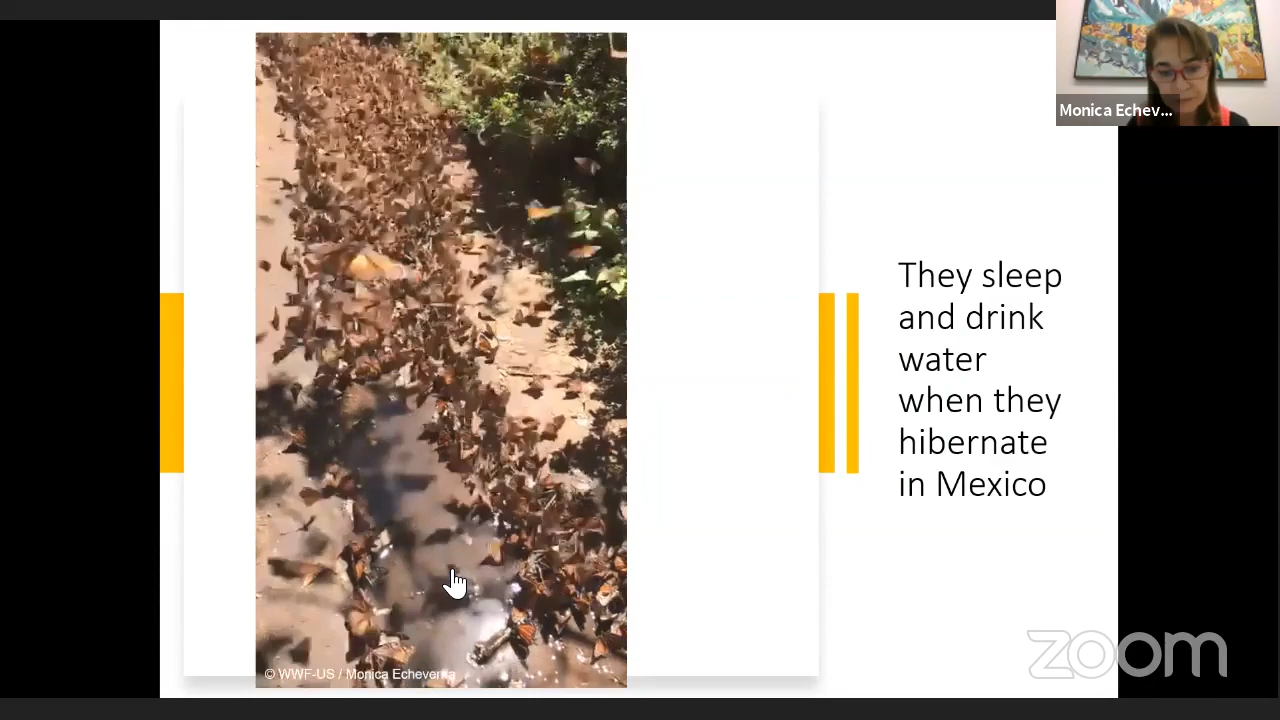 Monica Echev...
They sleep
and drink
water
when they
hibernate
in Mexico
© WWF-US / Monica Echeverria
zoom